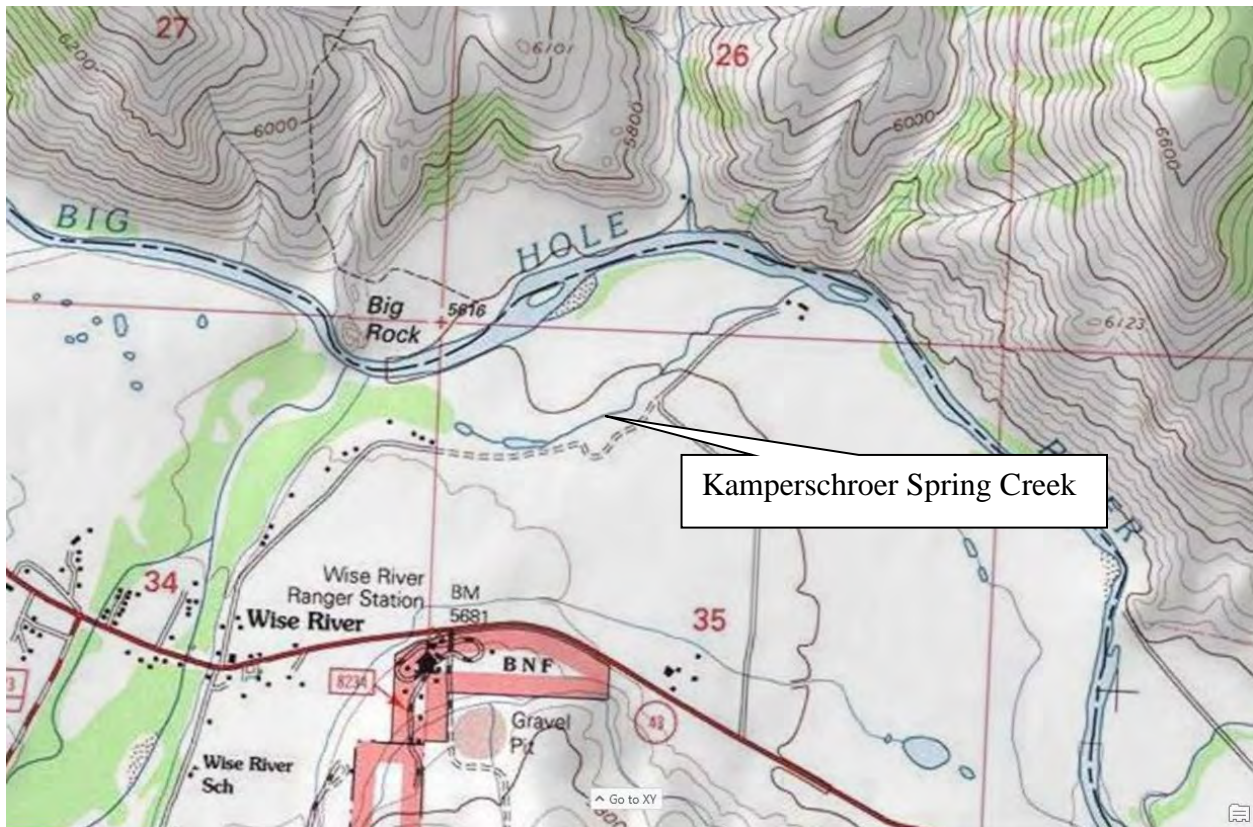 27
6200
6101
26
6000
5800
6000
6600
BIG
HOLE
Big
Rock
5616
6123
Kamperschroer Spring Creek
34
Wise River
Ranger Station
BM
5681
Wise River
35
BNF
8234
43
Gravel
Pit
Wise River
Sch
Go to XY